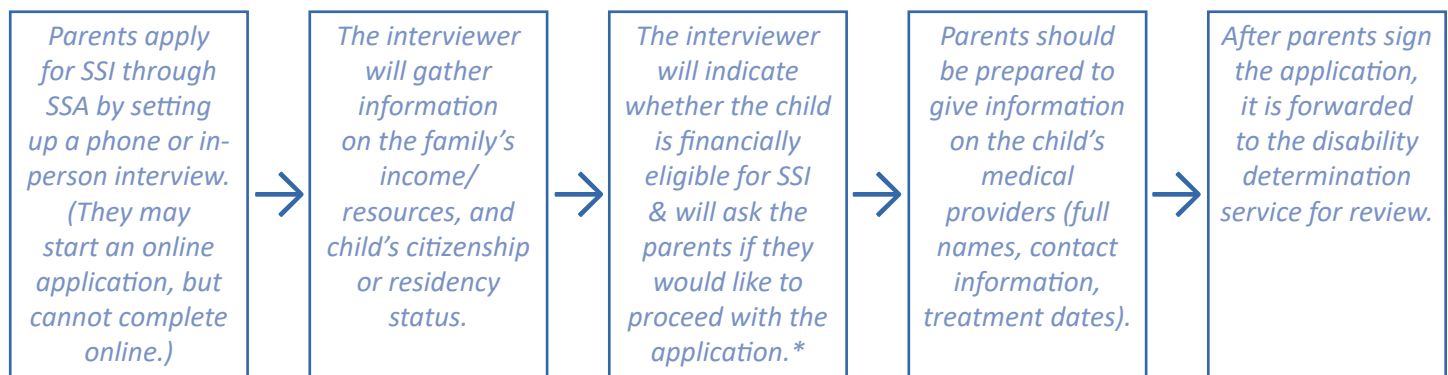 Parents apply
for SSI through
SSA by setting
up a phone or in-
person interview.
(They may
start an online
application, but
cannot complete
online.)
The interviewer
will gather
information
on the family’s
income/
resources, and
child’s citizenship
or residency
status.
The interviewer
will indicate
whether the child
is financially
eligible for SSI
& will ask the
parents if they
would like to
proceed with the
application.*
Parents should
be prepared to
give information
on the child’s
medical
providers (full
names, contact
information,
treatment dates).
After parents sign
the application,
it is forwarded
to the disability
determination
service for review.